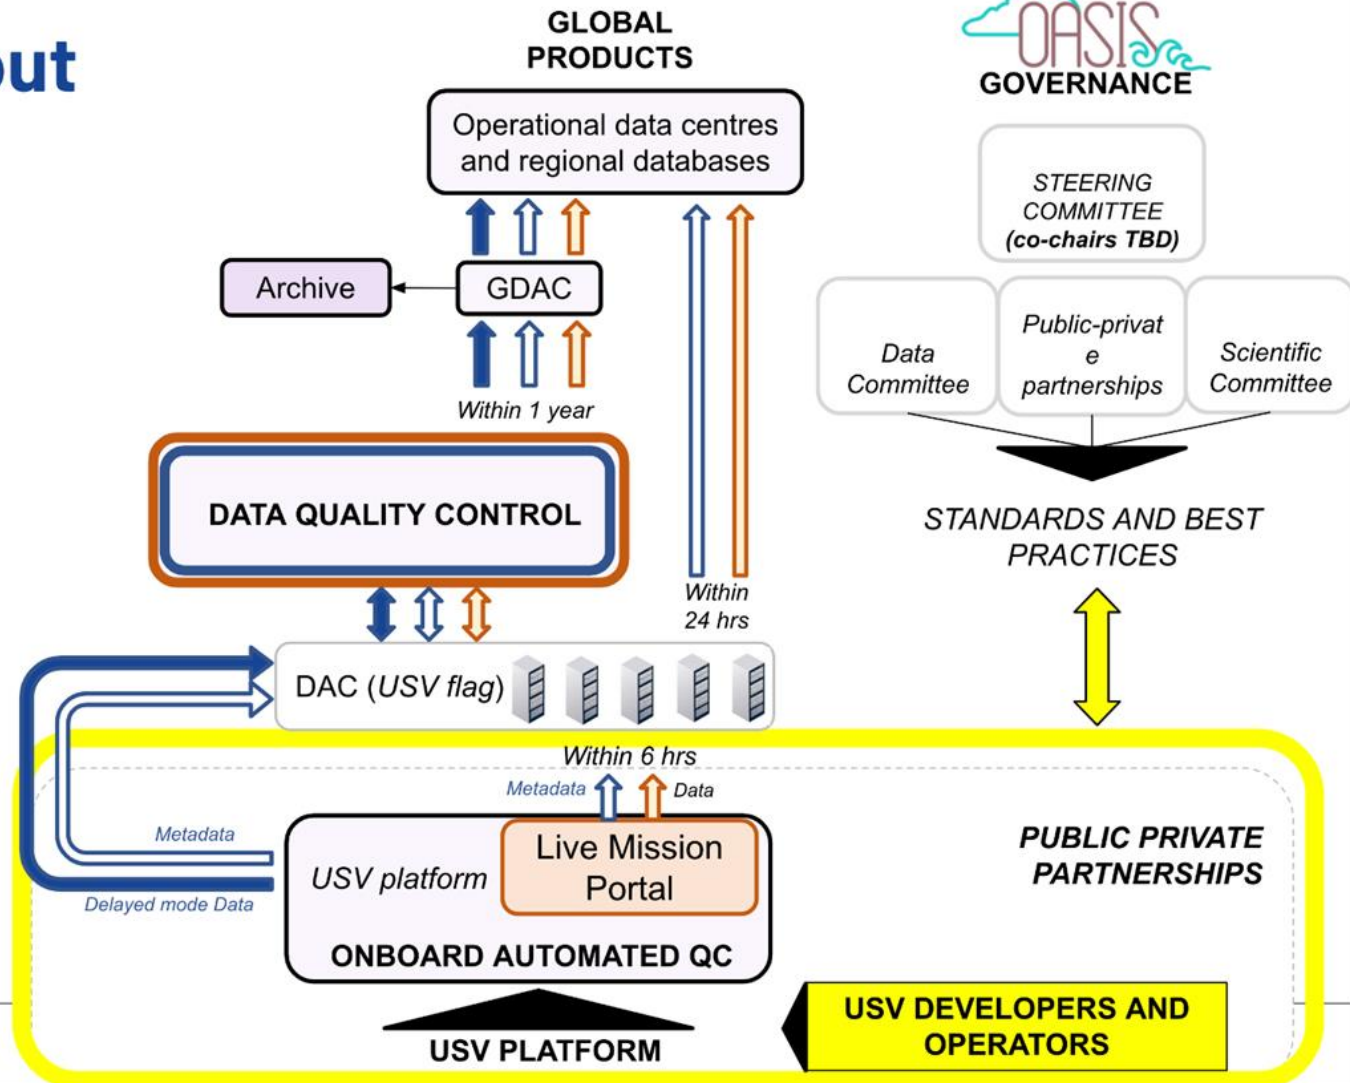 out
GLOBAL
PRODUCTS
Operational data centres
and regional databases
Archive
GDAC
Within 1 year
DATA QUALITY CONTROL
Within
24 hrs
DAC (USV flag)
Within 6 hrs
Metadata
Data
Metadata
Delayed mode Data
USV platform
Live Mission
Portal
ONBOARD AUTOMATED QC
USV PLATFORM
OASIS
GOVERNANCE
STEERING
COMMITTEE
(co-chairs TBD)
Data
Committee
Public-privat
e
partnerships
Scientific
Committee
STANDARDS AND BEST
PRACTICES
PUBLIC PRIVATE
PARTNERSHIPS
USV DEVELOPERS AND
OPERATORS